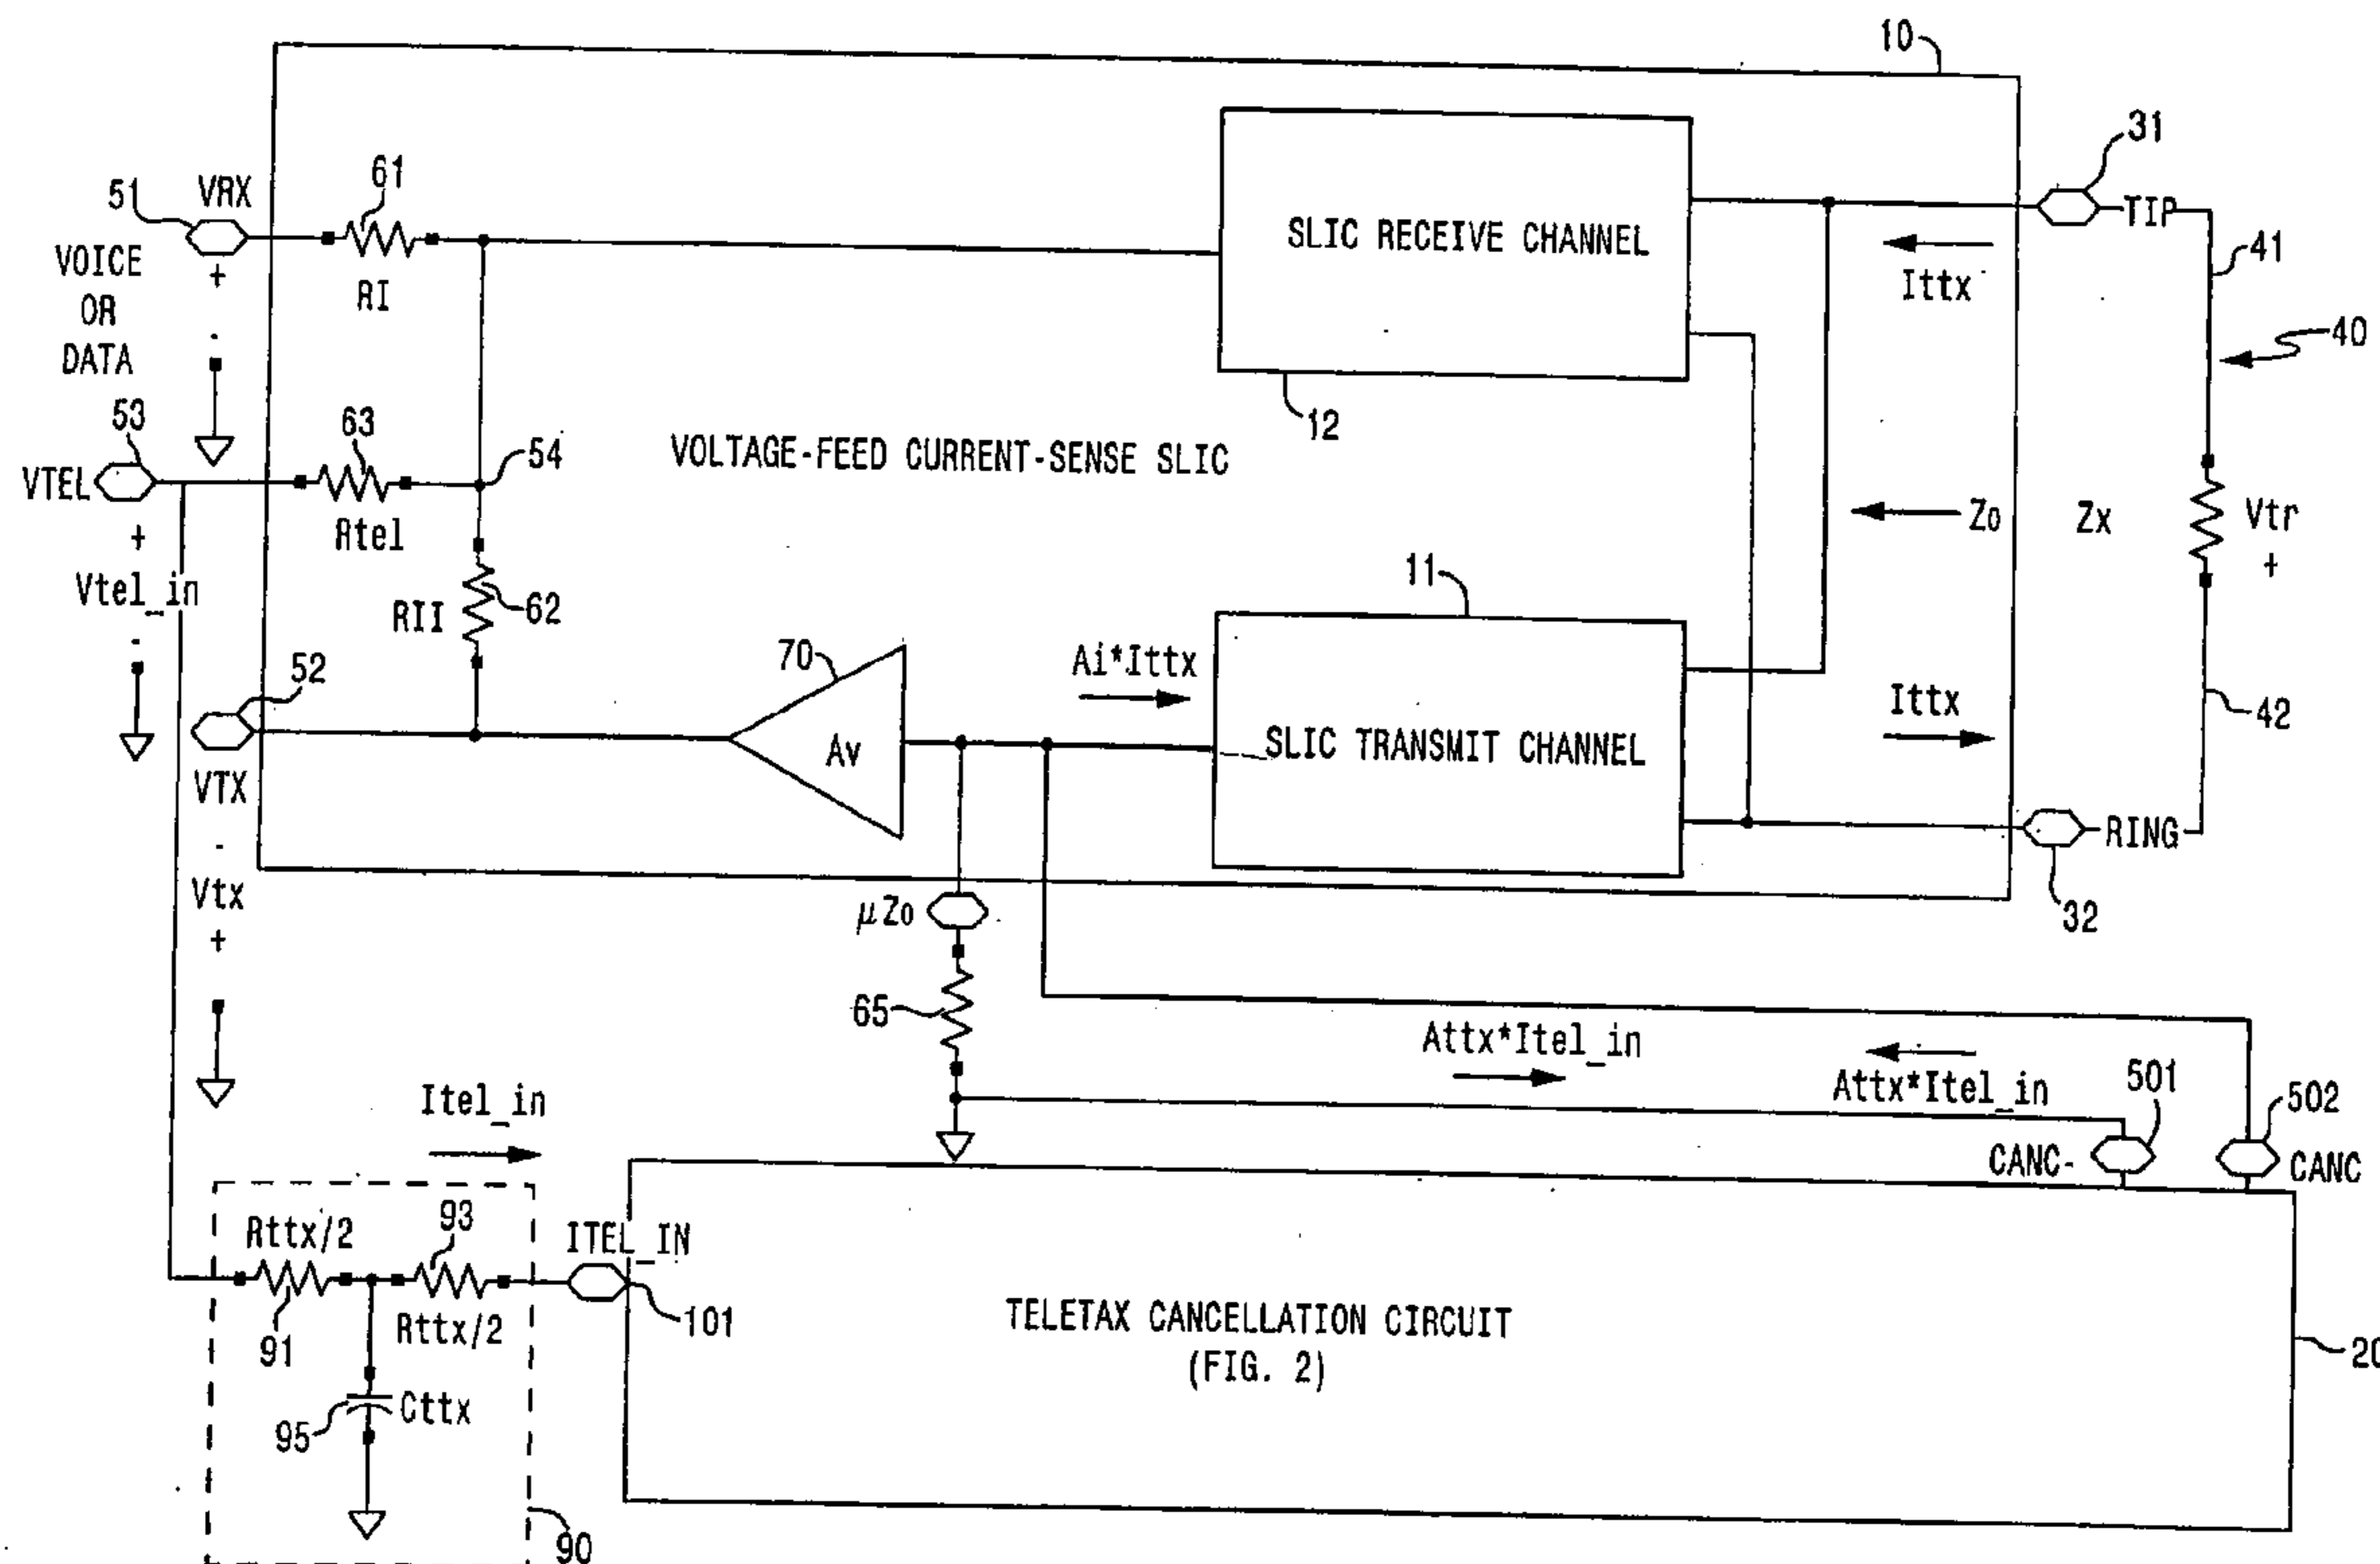 10
51
VRX
61
31
TIP
VOICE
OR
DATA
+
-
RI
SLIC RECEIVE CHANNEL
Ittx
41
40
53
63
54
12
VOLTAGE-FEED CURRENT-SENSE SLIC
VTEL
Rtel
Z0
Zx
Vtr
+
+
Vtel_in
-
RII
62
11
52
70
Ai*Ittx
Ittx
42
Av
SLIC TRANSMIT CHANNEL
VTX
RING
-
Vtx
+
μZ0
32
65
Attx*Itel_in
Attx*Itel_in
501
502
Itel_in
CANC-
CANC
Rttx/2
93
ITEL_IN
91
Rttx/2
101
TELETAX CANCELLATION CIRCUIT
(FIG. 2)
20
95
Cttx
90